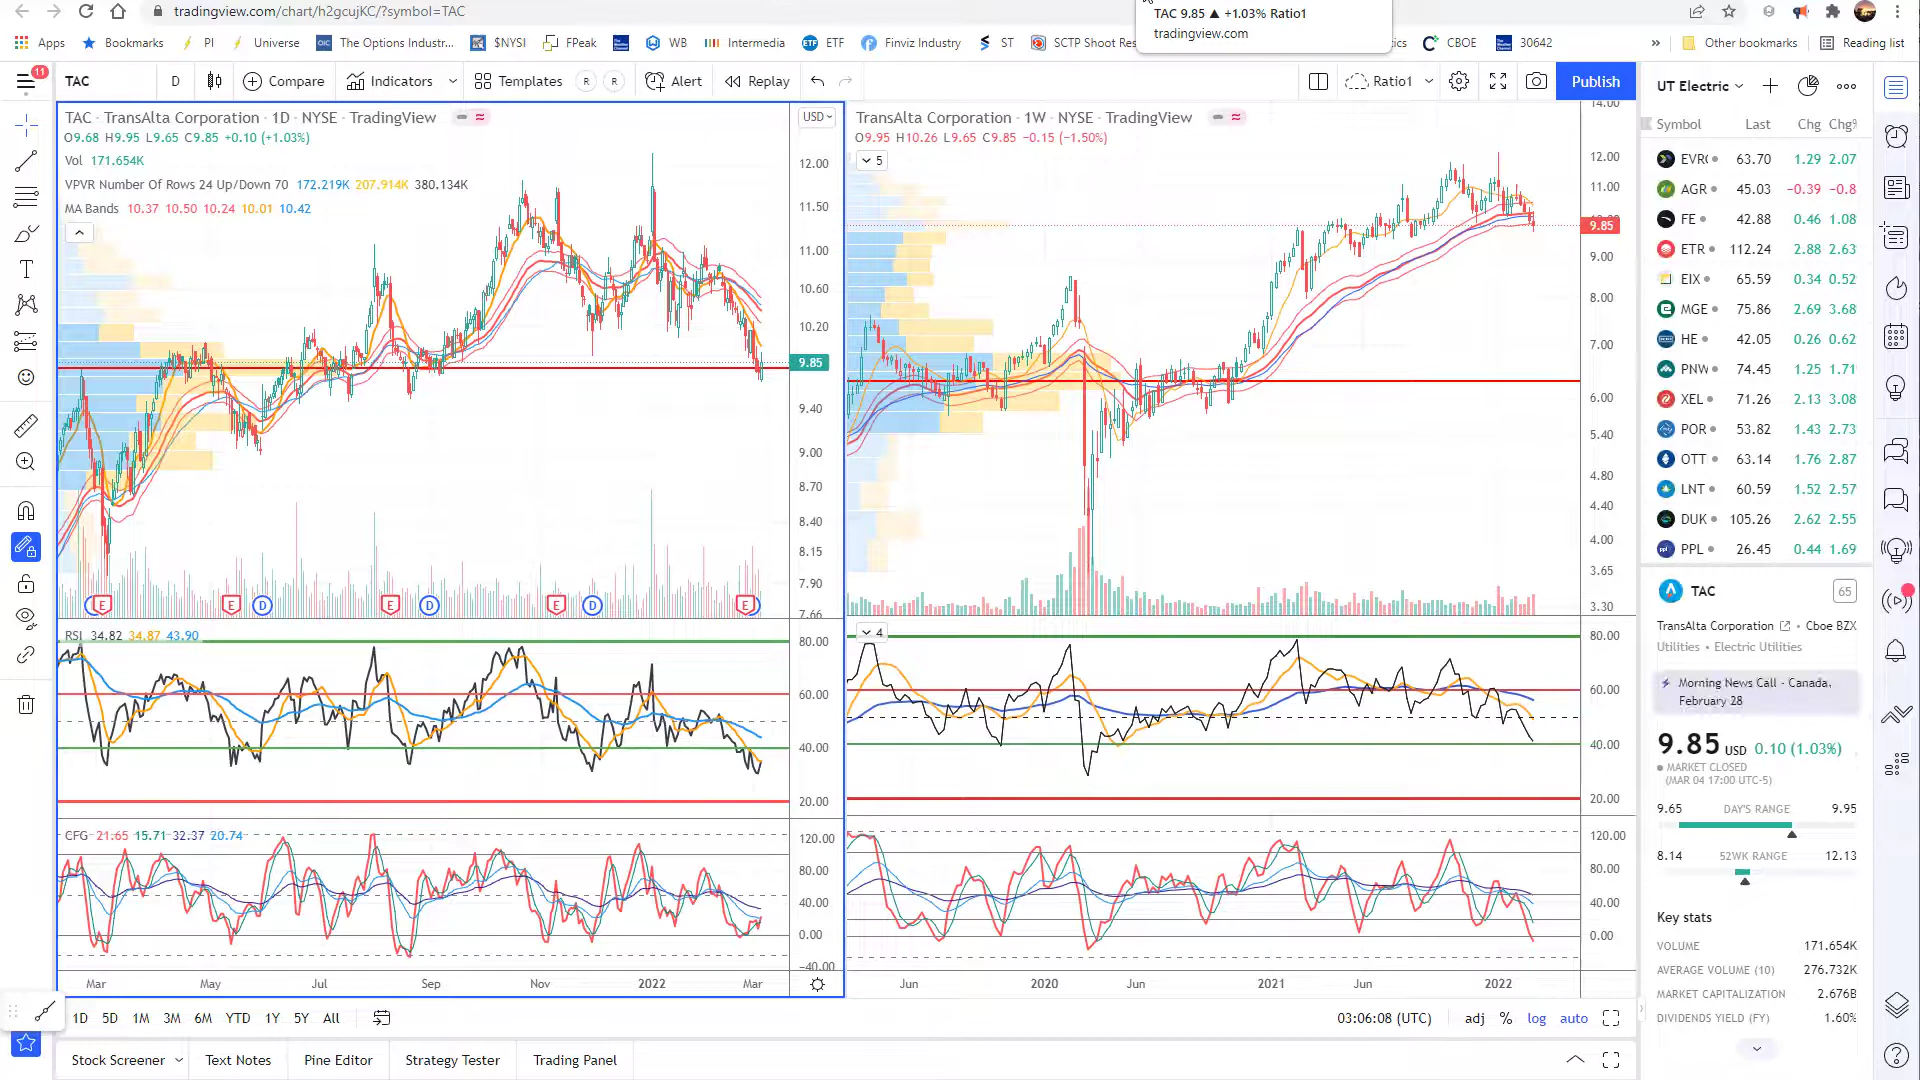 tradingview.com/chart/h2gcujKC/?symbol=TAC
TAC 9.85 ▲ +1.03% Ratio1
tradingview.com
Apps
Bookmarks
PI
Universe
The Options Industr...
$NYSI
FPeak
WB
Intermedia
ETF
Finviz Industry
ST
SCTP Shoot Res
CBOE
30642
»
Other bookmarks
Reading list
11
TAC
D
Compare
Indicators
Templates
R
R
Alert
Replay
Ratio1
Publish
TAC · TransAlta Corporation · 1D · NYSE · TradingView
O9.68 H9.95 L9.65 C9.85 +0.10 (+1.03%)
Vol 171.654K
VPVR Number Of Rows 24 Up/Down 70 172.219K 207.914K 380.134K
MA Bands 10.37 10.50 10.24 10.01 10.42
USD
12.00
11.50
11.00
10.60
10.20
9.85
9.40
9.00
8.70
8.40
8.15
7.90
7.66
E
E
D
E
D
E
D
E
RSI 34.82 34.87 43.90
80.00
60.00
40.00
20.00
CFG 21.65 15.71 32.37 20.74
120.00
80.00
40.00
0.00
−40.00
Mar
May
Jul
Sep
Nov
2022
Mar
TransAlta Corporation · 1W · NYSE · TradingView
O9.95 H10.26 L9.65 C9.85 −0.15 (−1.50%)
5
14.00
12.00
11.00
9.85
9.00
8.00
7.00
6.00
5.40
4.80
4.40
4.00
3.65
3.30
4
80.00
60.00
40.00
20.00
120.00
80.00
40.00
0.00
Jun
2020
Jun
2021
Jun
2022
1D 5D 1M 3M 6M YTD 1Y 5Y All
03:06:08 (UTC)
adj % log auto
Stock Screener
Text Notes
Pine Editor
Strategy Tester
Trading Panel
UT Electric
Symbol Last Chg Chg%
EVRG 63.70 1.29 2.07
AGR 45.03 −0.39 −0.8
FE 42.88 0.46 1.08
ETR 112.24 2.88 2.63
EIX 65.59 0.34 0.52
MGE 75.86 2.69 3.68
HE 42.05 0.26 0.62
PNW 74.45 1.25 1.71
XEL 71.26 2.13 3.08
POR 53.82 1.43 2.73
OTT 63.14 1.76 2.87
LNT 60.59 1.52 2.57
DUK 105.26 2.62 2.55
PPL 26.45 0.44 1.69
TAC
65
TransAlta Corporation • Cboe BZX
Utilities • Electric Utilities
Morning News Call - Canada,
February 28
9.85 USD 0.10 (1.03%)
MARKET CLOSED
(MAR 04 17:00 UTC-5)
9.65 DAY'S RANGE 9.95
8.14 52WK RANGE 12.13
Key stats
VOLUME 171.654K
AVERAGE VOLUME (10) 276.732K
MARKET CAPITALIZATION 2.676B
DIVIDENDS YIELD (FY) 1.60%